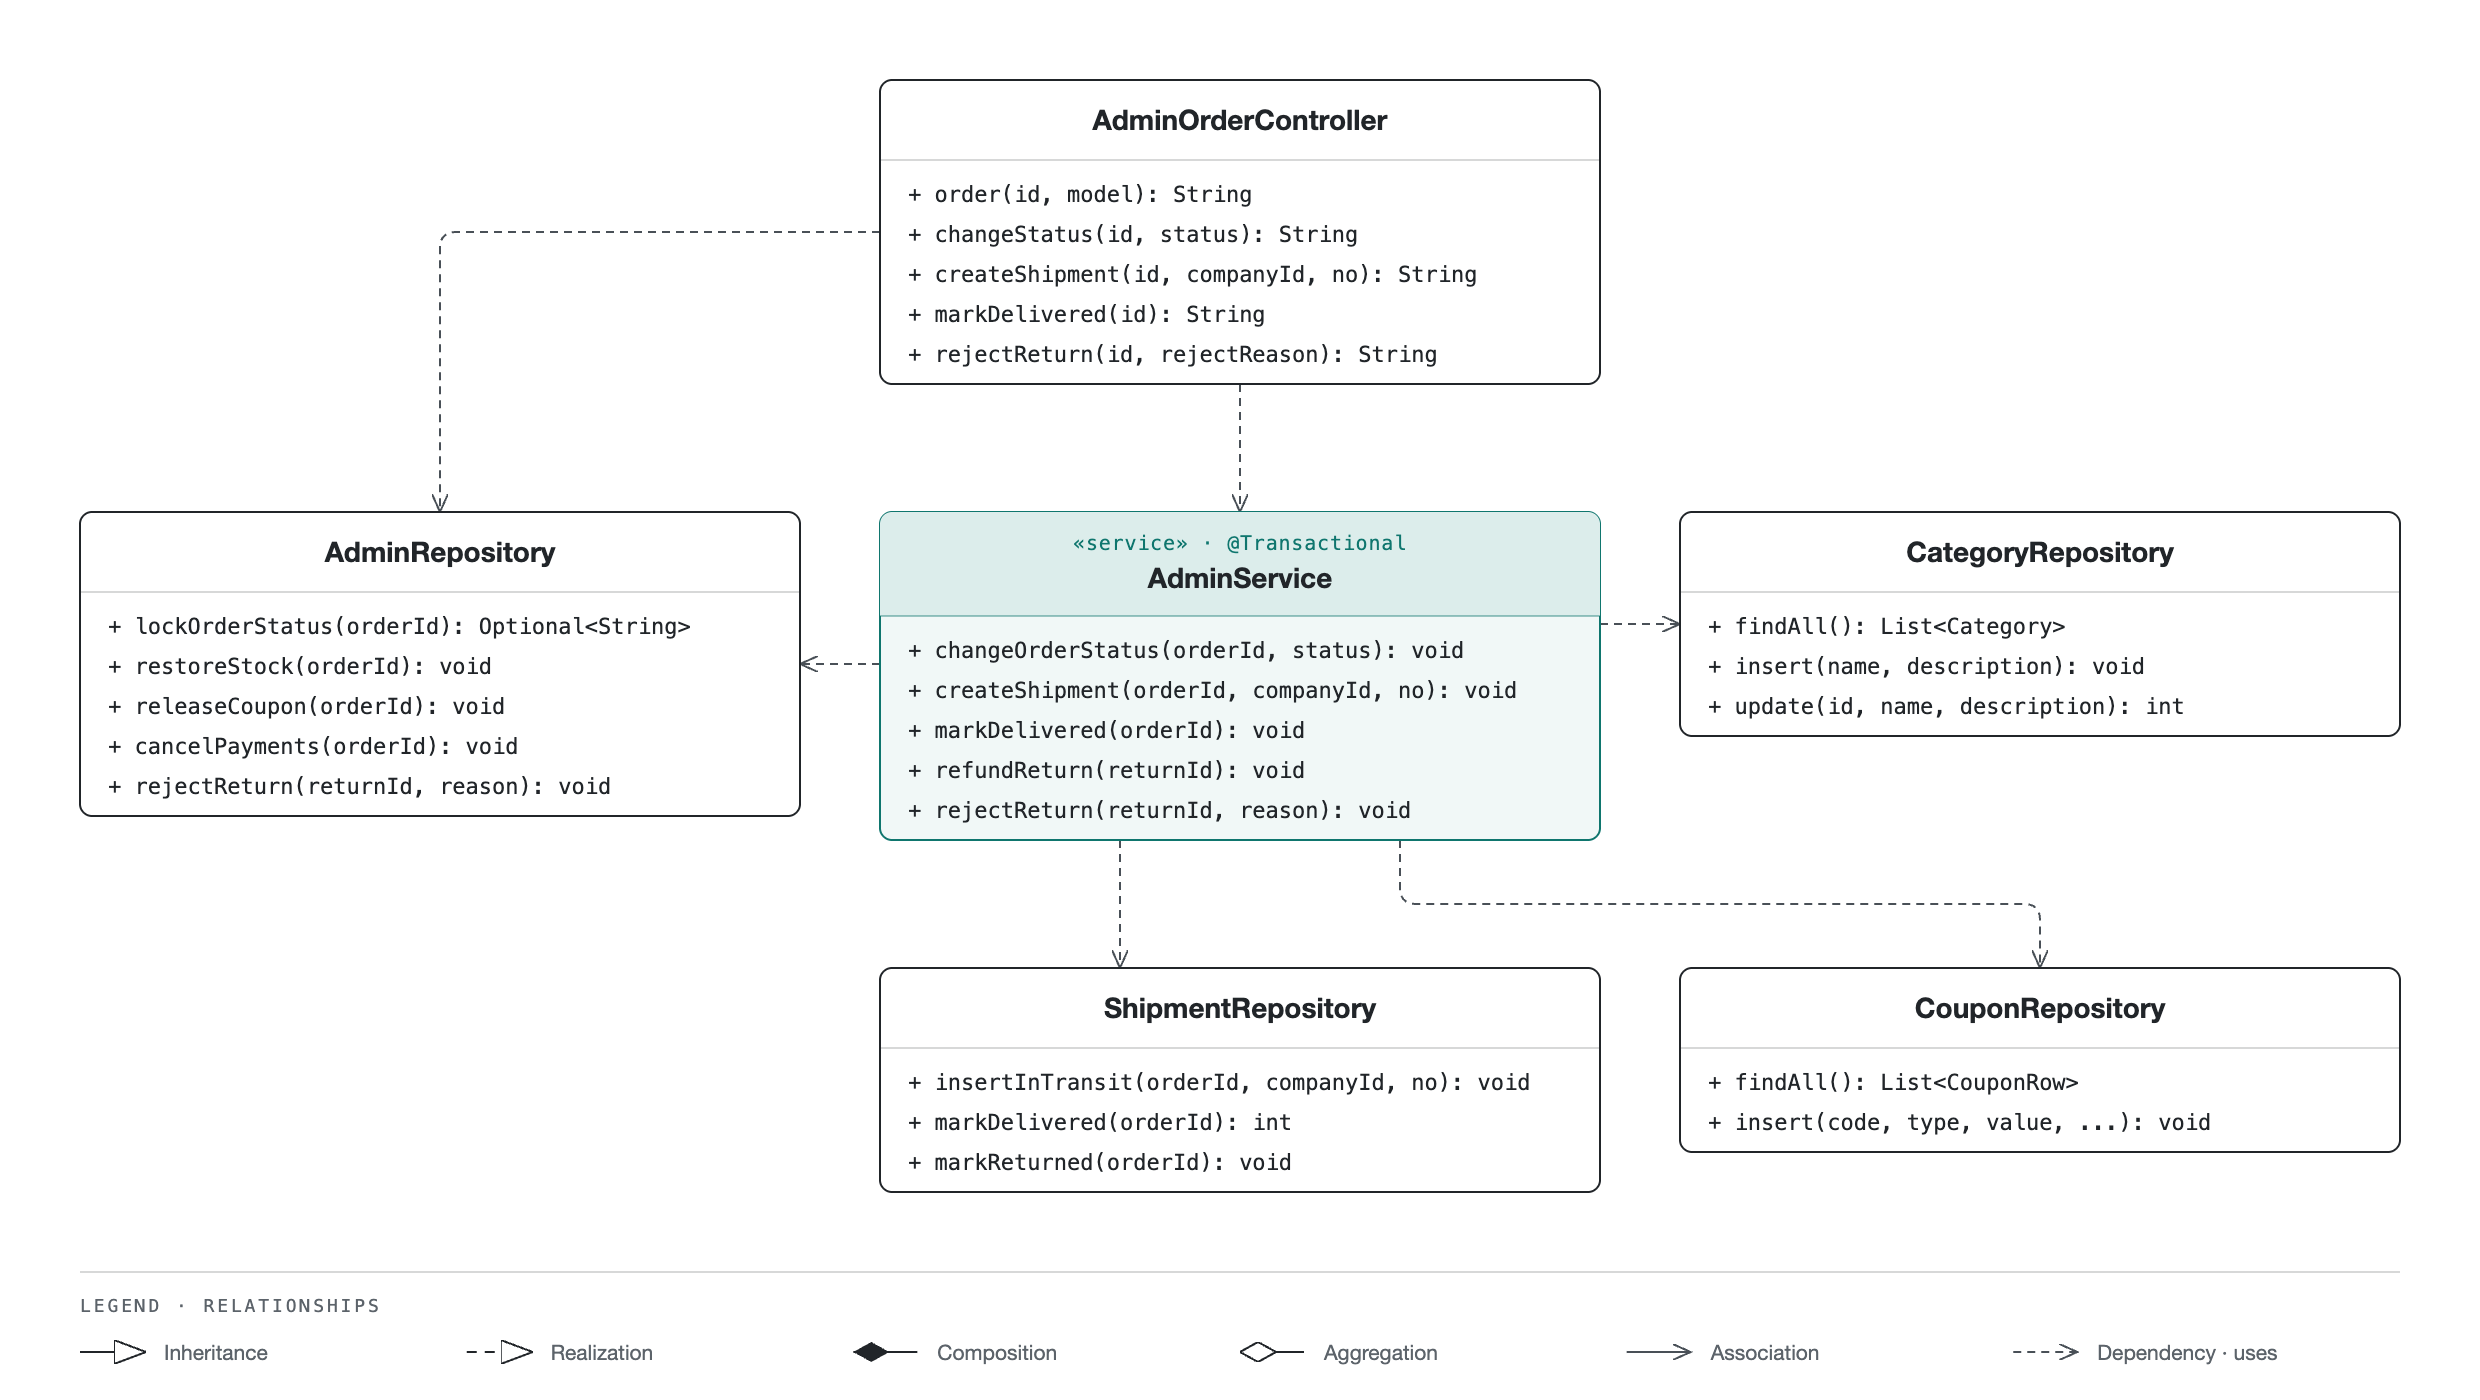 AdminOrderController
+ order(id, model): String
+ changeStatus(id, status): String
+ createShipment(id, companyId, no): String
+ markDelivered(id): String
+ rejectReturn(id, rejectReason): String
AdminRepository
+ lockOrderStatus(orderId): Optional<String>
+ restoreStock(orderId): void
+ releaseCoupon(orderId): void
+ cancelPayments(orderId): void
+ rejectReturn(returnId, reason): void
«service» · @Transactional
AdminService
+ changeOrderStatus(orderId, status): void
+ createShipment(orderId, companyId, no): void
+ markDelivered(orderId): void
+ refundReturn(returnId): void
+ rejectReturn(returnId, reason): void
CategoryRepository
+ findAll(): List<Category>
+ insert(name, description): void
+ update(id, name, description): int
ShipmentRepository
+ insertInTransit(orderId, companyId, no): void
+ markDelivered(orderId): int
+ markReturned(orderId): void
CouponRepository
+ findAll(): List<CouponRow>
+ insert(code, type, value, ...): void
LEGEND · RELATIONSHIPS
Inheritance
Realization
Composition
Aggregation
Association
Dependency · uses